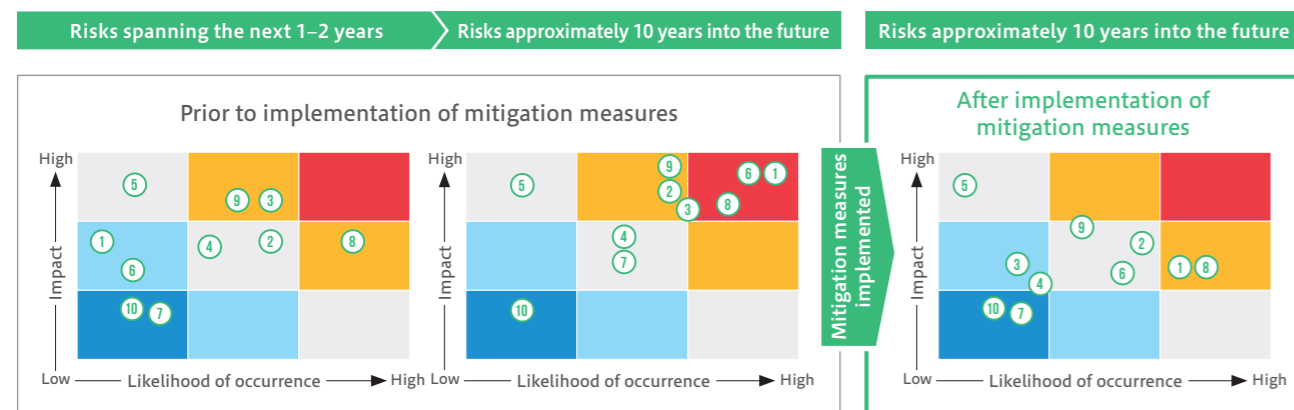 Risks spanning the next 1–2 years
Risks approximately 10 years into the future
Risks approximately 10 years into the future
Prior to implementation of mitigation measures
High
Impact
5
9
3
1
6
4
2
8
10
7
Low
Likelihood of occurrence
High
High
Impact
5
9
2
3
6
1
8
4
7
10
Low
Likelihood of occurrence
High
Mitigation measures
implemented
After implementation of
mitigation measures
High
Impact
5
9
2
3
4
6
1
8
10
7
Low
Likelihood of occurrence
High